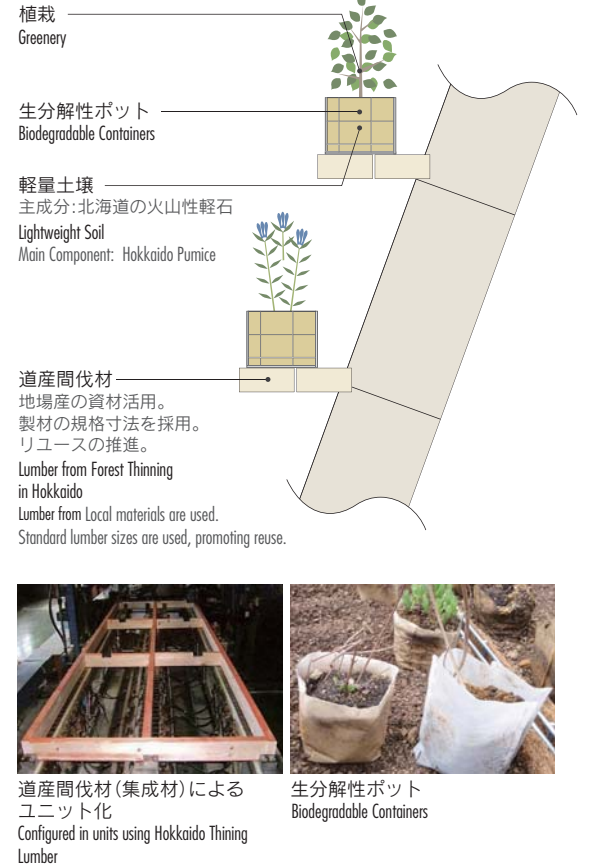 植栽
Greenery
生分解性ポット
Biodegradable Containers
軽量土壌
主成分:北海道の火山性軽石
Lightweight Soil
Main Component: Hokkaido Pumice
道産間伐材
地場産の資材活用。
製材の規格寸法を採用。
リユースの推進。
Lumber from Forest Thinning
in Hokkaido
Lumber from Local materials are used.
Standard lumber sizes are used, promoting reuse.
道産間伐材(集成材)による
ユニット化
Configured in units using Hokkaido Thining
Lumber
生分解性ポット
Biodegradable Containers